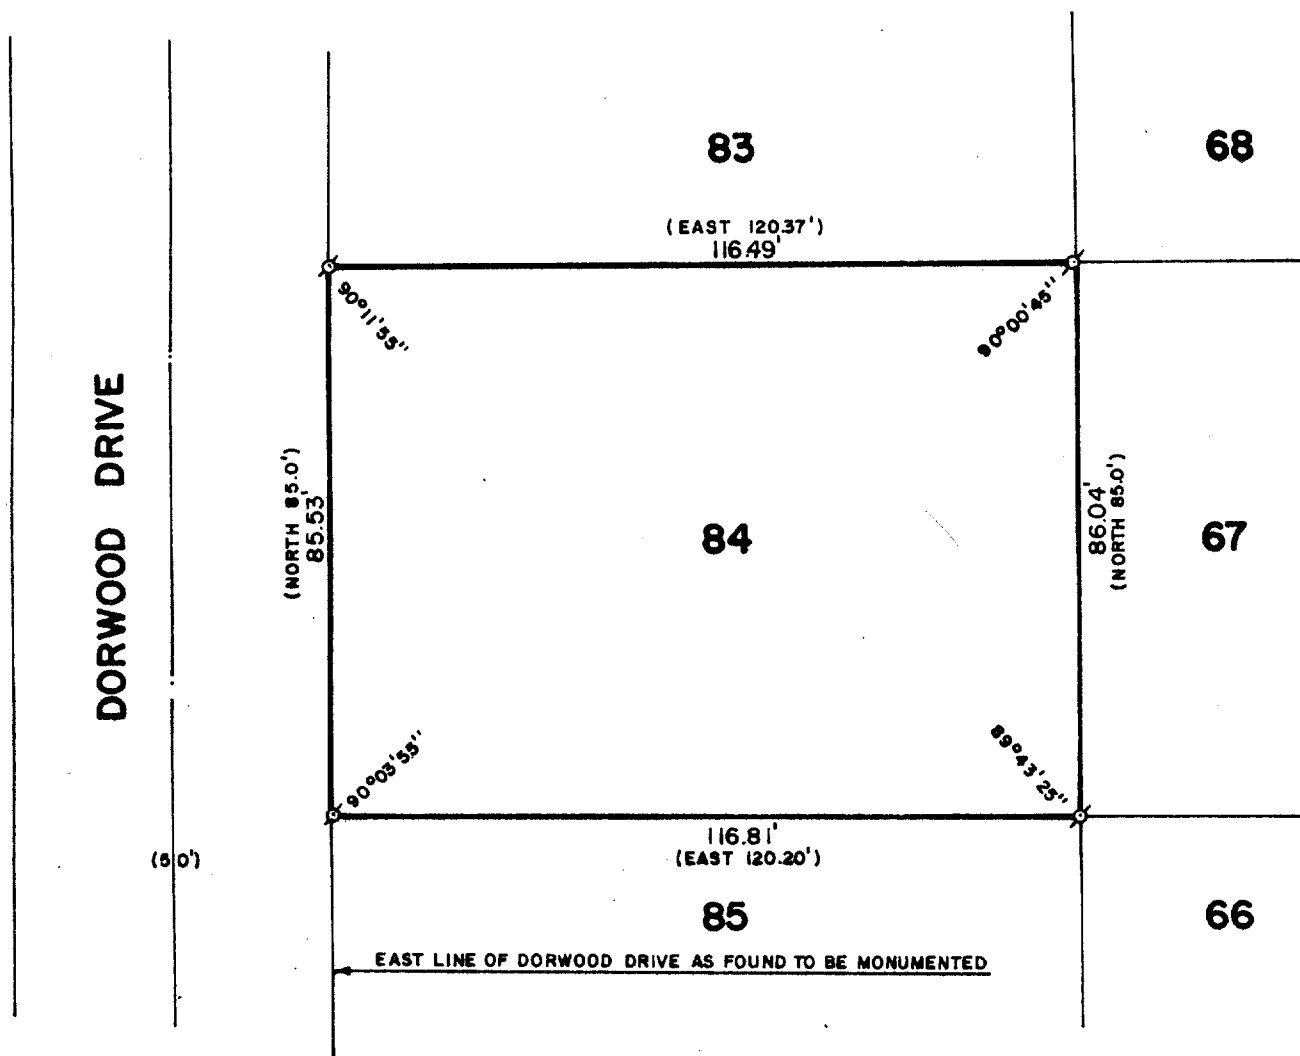 83
68
(EAST 120.37')
116.49'
90°11'55"
90°00'45"
DORWOOD DRIVE
(NORTH 85.0')
85.53'
84
86.04'
(NORTH 85.0')
67
90°03'55"
89°43'25"
116.81'
(EAST 120.20')
(50')
85
66
EAST LINE OF DORWOOD DRIVE AS FOUND TO BE MONUMENTED